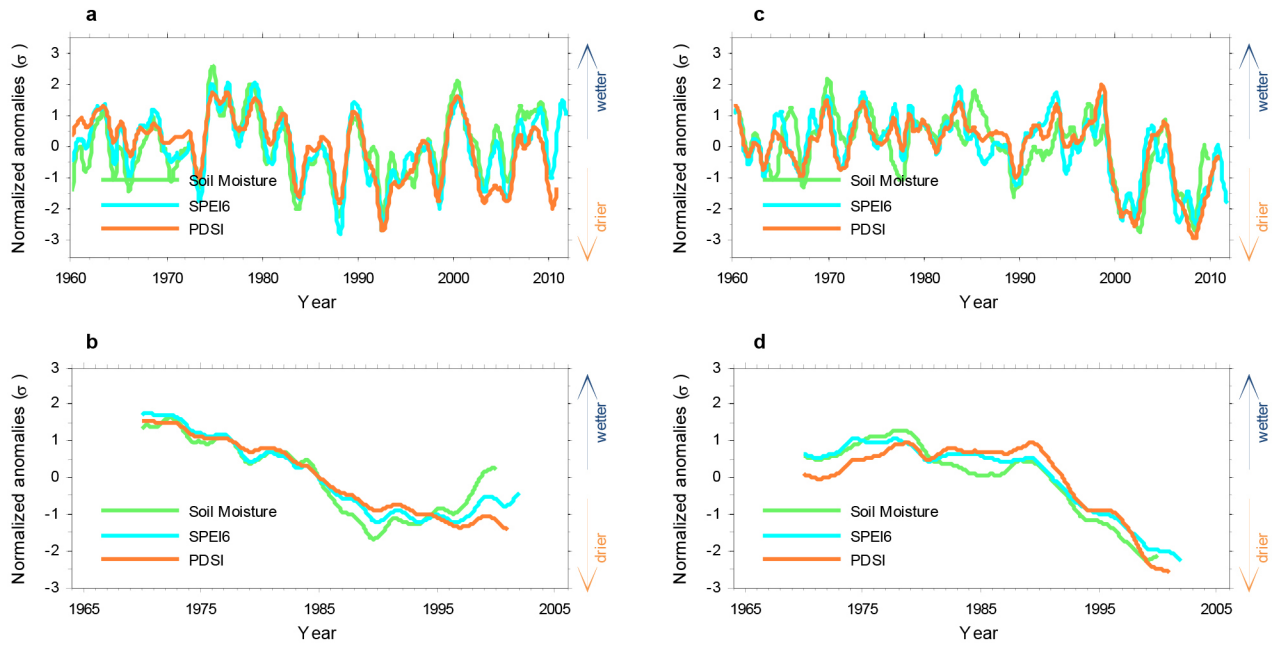 a
Normalized anomalies (σ )
3
2
1
0
-1
-2
-3
Soil Moisture
SPEI6
PDSI
1960 1970 1980 1990 2000 2010
Year
wetter
drier
c
Normalized anomalies (σ )
3
2
1
0
-1
-2
-3
Soil Moisture
SPEI6
PDSI
1960 1970 1980 1990 2000 2010
Year
wetter
drier
b
Normalized anomalies (σ )
3
2
1
0
-1
-2
-3
Soil Moisture
SPEI6
PDSI
1965 1975 1985 1995 2005
Year
wetter
drier
d
Normalized anomalies (σ )
3
2
1
0
-1
-2
-3
Soil Moisture
SPEI6
PDSI
1965 1975 1985 1995 2005
Year
wetter
drier